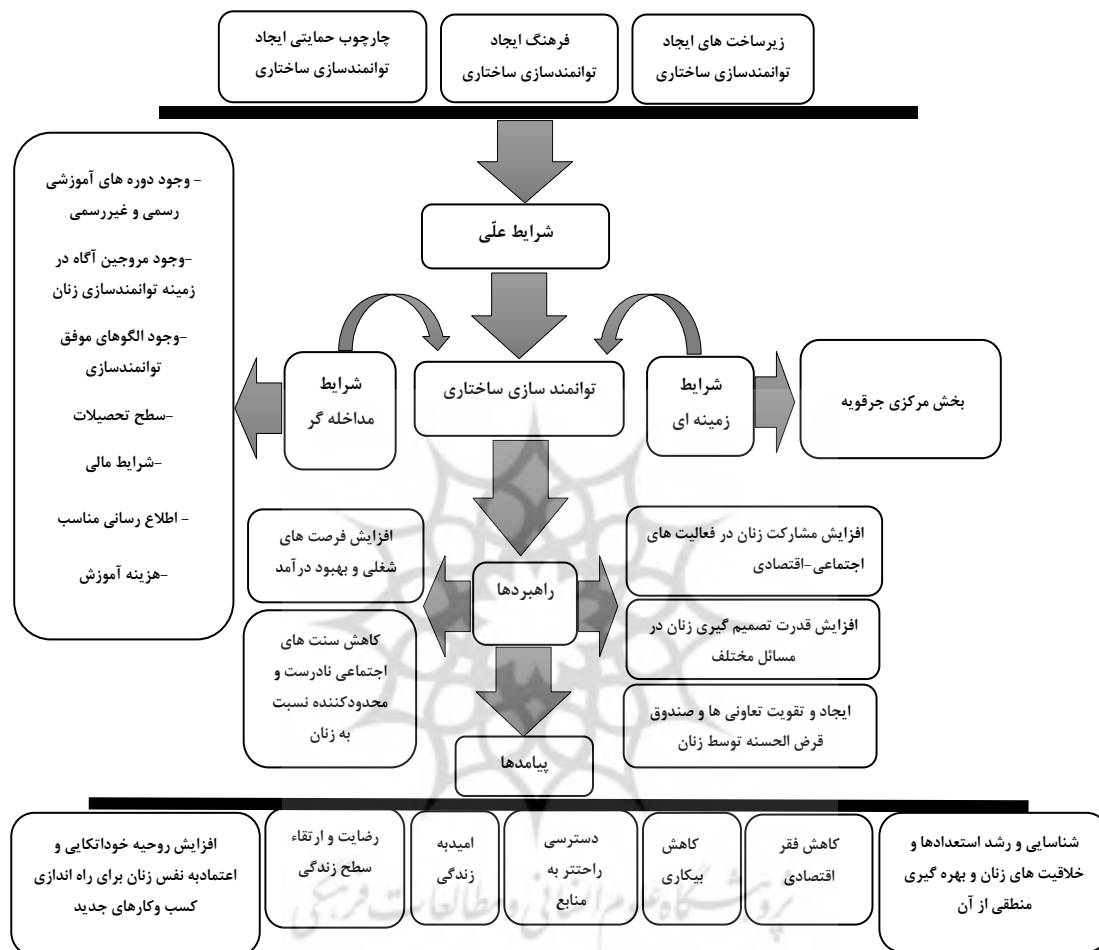 زیرساخت های ایجاد
توانمندسازی ساختاری
فرهنگ ایجاد
توانمندسازی ساختاری
چارچوب حمایتی ایجاد
توانمندسازی ساختاری
شرایط علّی
توانمند سازی ساختاری
شرایط
زمینه ای
بخش مرکزی جرقویه
شرایط
مداخله گر
- وجود دوره های آموزشی
رسمی و غیررسمی
-وجود مروجین آگاه در
زمینه توانمندسازی زنان
-وجود الگوهای موفق
توانمندسازی
-سطح تحصیلات
-شرایط مالی
- اطلاع رسانی مناسب
-هزینه آموزش
راهبردها
افزایش مشارکت زنان در فعالیت های
اجتماعی-اقتصادی
افزایش قدرت تصمیم گیری زنان در
مسائل مختلف
ایجاد و تقویت تعاونی ها و صندوق
قرض الحسنه توسط زنان
افزایش فرصت های
شغلی و بهبود درآمد
کاهش سنت های
اجتماعی نادرست و
محدودکننده نسبت
به زنان
پیامدها
شناسایی و رشد استعدادها و
خلاقیت های زنان و بهره گیری
منطقی از آن
کاهش فقر
اقتصادی
کاهش
بیکاری
دسترسی
راحتتر به
منابع
امیدبه
زندگی
رضایت و ارتقاء
سطح زندگی
افزایش روحیه خوداتکایی و
اعتمادبه نفس زنان برای راه اندازی
کسب وکارهای جدید
پژوهشگاه علوم انسانی و مطالعات فرهنگی